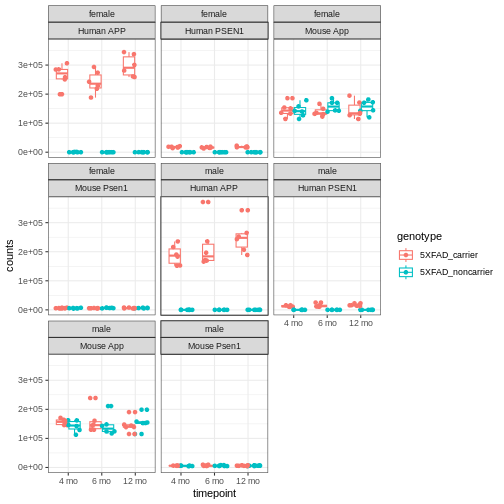 female
female
female
Human APP
Human PSEN1
Mouse App
3e+05
2e+05
1e+05
0e+00
female
male
male
Mouse Psen1
Human APP
Human PSEN1
3e+05
2e+05
1e+05
0e+00
4 mo 6 mo 12 mo
male
male
Mouse App
Mouse Psen1
3e+05
2e+05
1e+05
0e+00
4 mo 6 mo 12 mo
4 mo 6 mo 12 mo
timepoint
counts
genotype
5XFAD_carrier
5XFAD_noncarrier